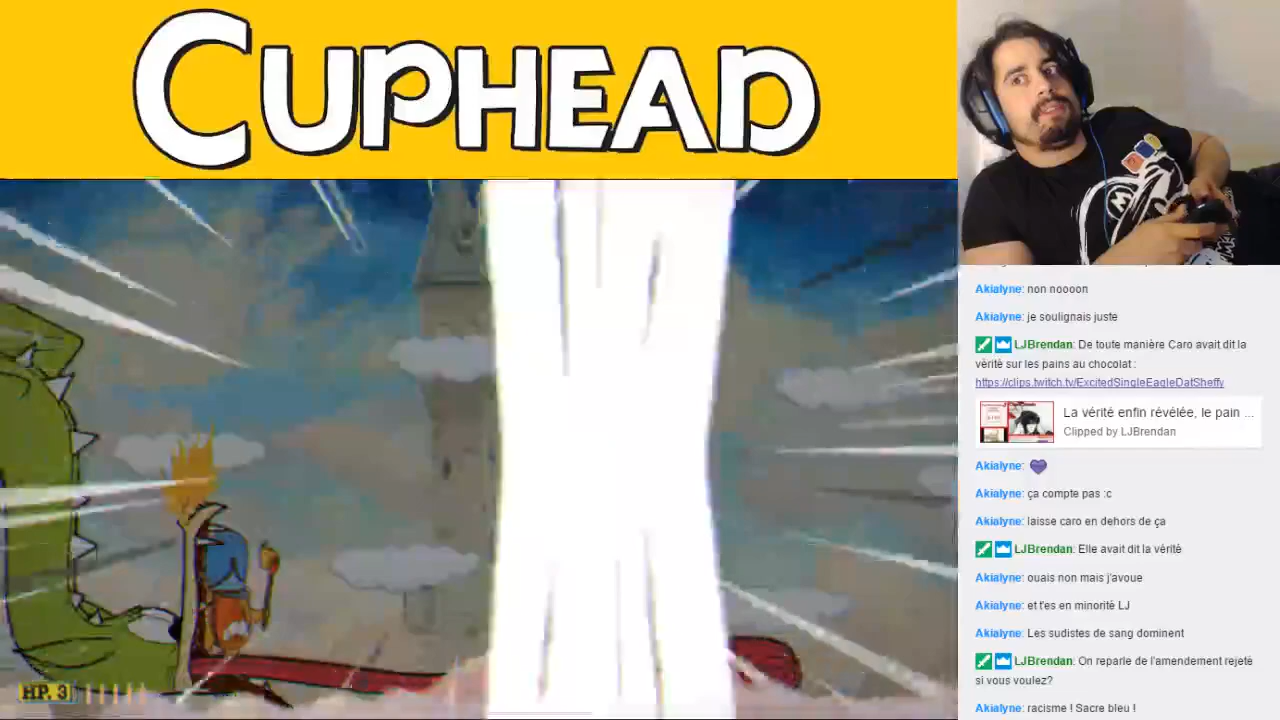 CUPHEAD
Akialyne: non noooon
Akialyne: je soulignais juste
LJBrendan: De toute manière Caro avait dit la
vérité sur les pains au chocolat :
https://clips.twitch.tv/ExcitedSingleEagleDatSheffy
La vérité enfin révélée, le pain ...
Clipped by LJBrendan
Akialyne:
Akialyne: ça compte pas :c
Akialyne: laisse caro en dehors de ça
LJBrendan: Elle avait dit la vérité
Akialyne: ouais non mais j'avoue
Akialyne: et t'es en minorité LJ
Akialyne: Les sudistes de sang dominent
LJBrendan: On reparle de l'amendement rejeté
si vous voulez?
Akialyne: racisme ! Sacre bleu !
HP. 3